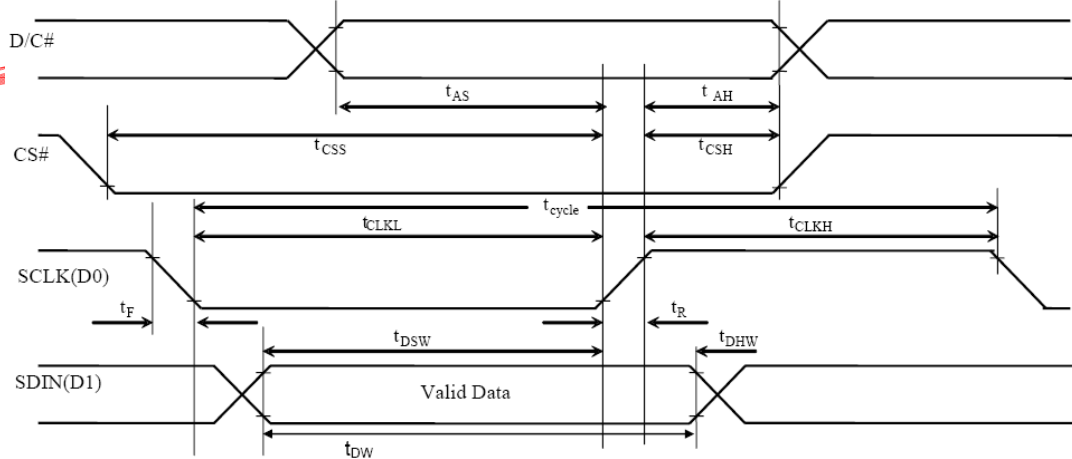 D/C#
tAS
tAH
CS#
tCSS
tCSH
tcycle
tCLKL
tCLKH
SCLK(D0)
tF
tR
tDSW
tDHW
SDIN(D1)
Valid Data
tDW